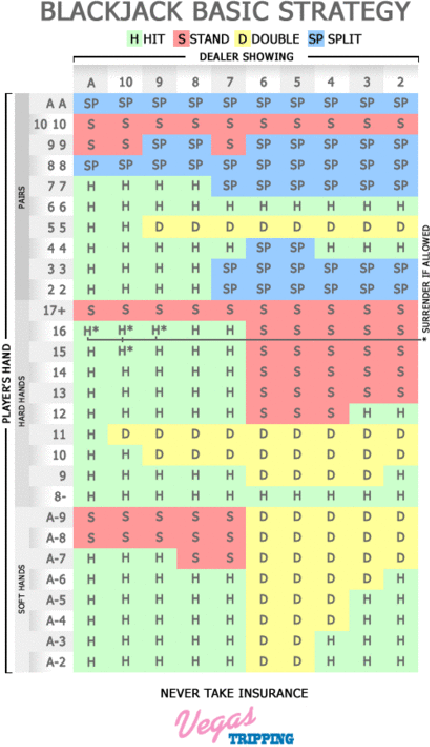 BLACKJACK BASIC STRATEGY
H HIT S STAND D DOUBLE SP SPLIT
DEALER SHOWING
A 10 9 8 7 6 5 4 3 2
PLAYER'S HAND
PAIRS
A A SP SP SP SP SP SP SP SP SP SP
10 10 S S S S S S S S S S
9 9 S S SP SP S SP SP SP SP SP
8 8 SP SP SP SP SP SP SP SP SP SP
7 7 H H H H SP SP SP SP SP SP
6 6 H H H H H H H H H H
5 5 H H D D D D D D D D
4 4 H H H H H SP SP H H H
3 3 H H H H SP SP SP SP SP SP
2 2 H H H H SP SP SP SP SP SP
HARD HANDS
17+ S S S S S S S S S S
16 H* H* H* H H S S S S S
15 H H* H H H S S S S S
14 H H H H H S S S S S
13 H H H H H S S S S S
12 H H H H H S S S H H
11 H D D D D D D D D D
10 H H D D D D D D D D
9 H H H H H D D D D H
8- H H H H H H H H H H
SOFT HANDS
A-9 S S S S S D D D D D
A-8 S S S S S D D D D D
A-7 H H H S S D D D D D
A-6 H H H H H D D D D H
A-5 H H H H H D D D H H
A-4 H H H H H D D D H H
A-3 H H H H H D D H H H
A-2 H H H H H D D H H H
* SURRENDER IF ALLOWED
NEVER TAKE INSURANCE
Vegas
TRIPPING